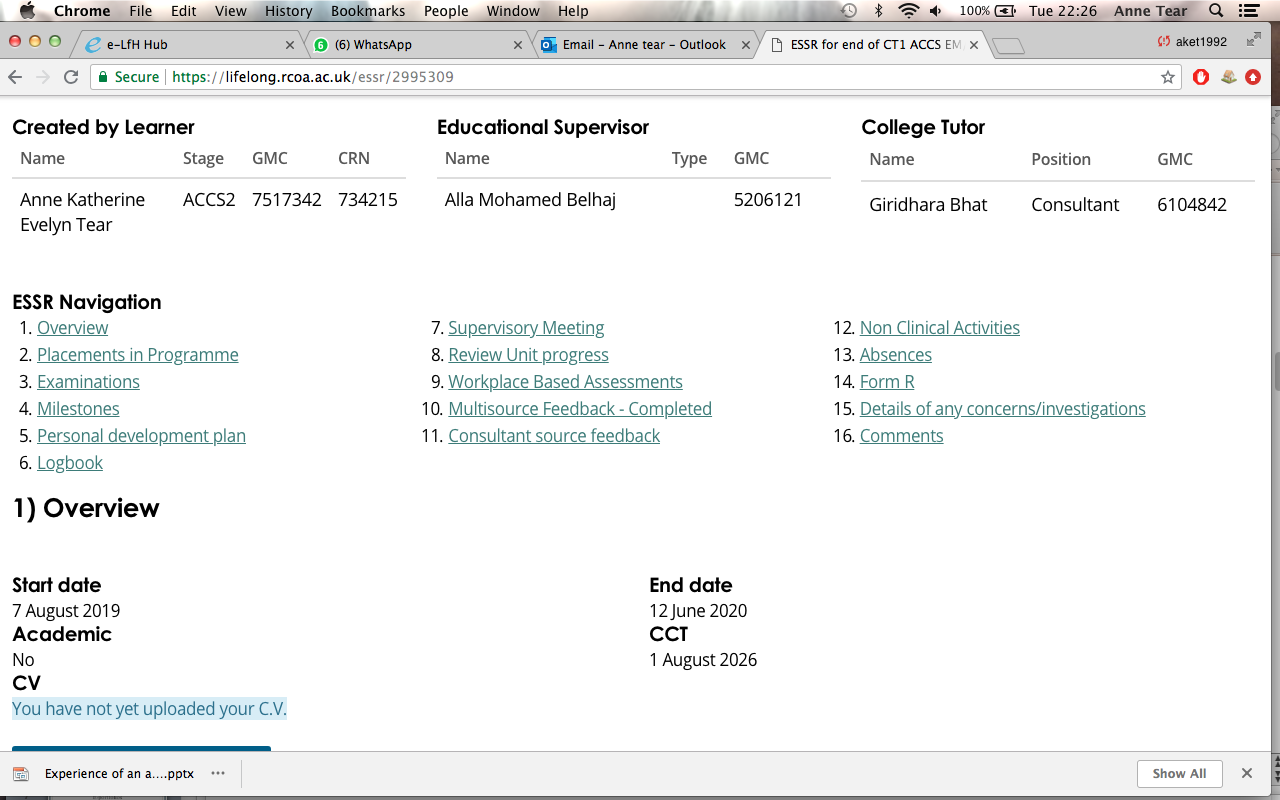 Chrome File Edit View History Bookmarks People Window Help 100% Tue 22:26 Anne Tear
e-LfH Hub
(6) WhatsApp
Email – Anne tear – Outlook
ESSR for end of CT1 ACCS EM
aket1992
Secure https://lifelong.rcoa.ac.uk/essr/2995309
Created by Learner
Name Stage GMC CRN
Anne Katherine Evelyn Tear ACCS2 7517342 734215
Educational Supervisor
Name Type GMC
Alla Mohamed Belhaj 5206121
College Tutor
Name Position GMC
Giridhara Bhat Consultant 6104842
ESSR Navigation
1. Overview
2. Placements in Programme
3. Examinations
4. Milestones
5. Personal development plan
6. Logbook
7. Supervisory Meeting
8. Review Unit progress
9. Workplace Based Assessments
10. Multisource Feedback - Completed
11. Consultant source feedback
12. Non Clinical Activities
13. Absences
14. Form R
15. Details of any concerns/investigations
16. Comments
1) Overview
Start date
7 August 2019
Academic
No
CV
You have not yet uploaded your C.V.
End date
12 June 2020
CCT
1 August 2026
Experience of an a....pptx
Show All